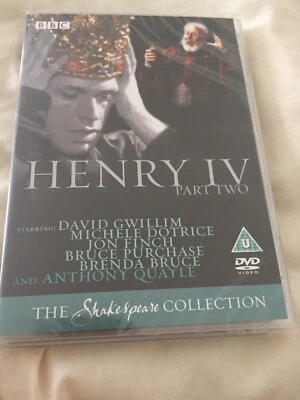 BBC
HENRY IV
PART TWO
STARRING: DAVID GWILLIM
MICHELE DOTRICE
JON FINCH
BRUCE PURCHASE
BRENDA BRUCE
AND ANTHONY QUAYLE
U
DVD
VIDEO
THE Shakespeare COLLECTION